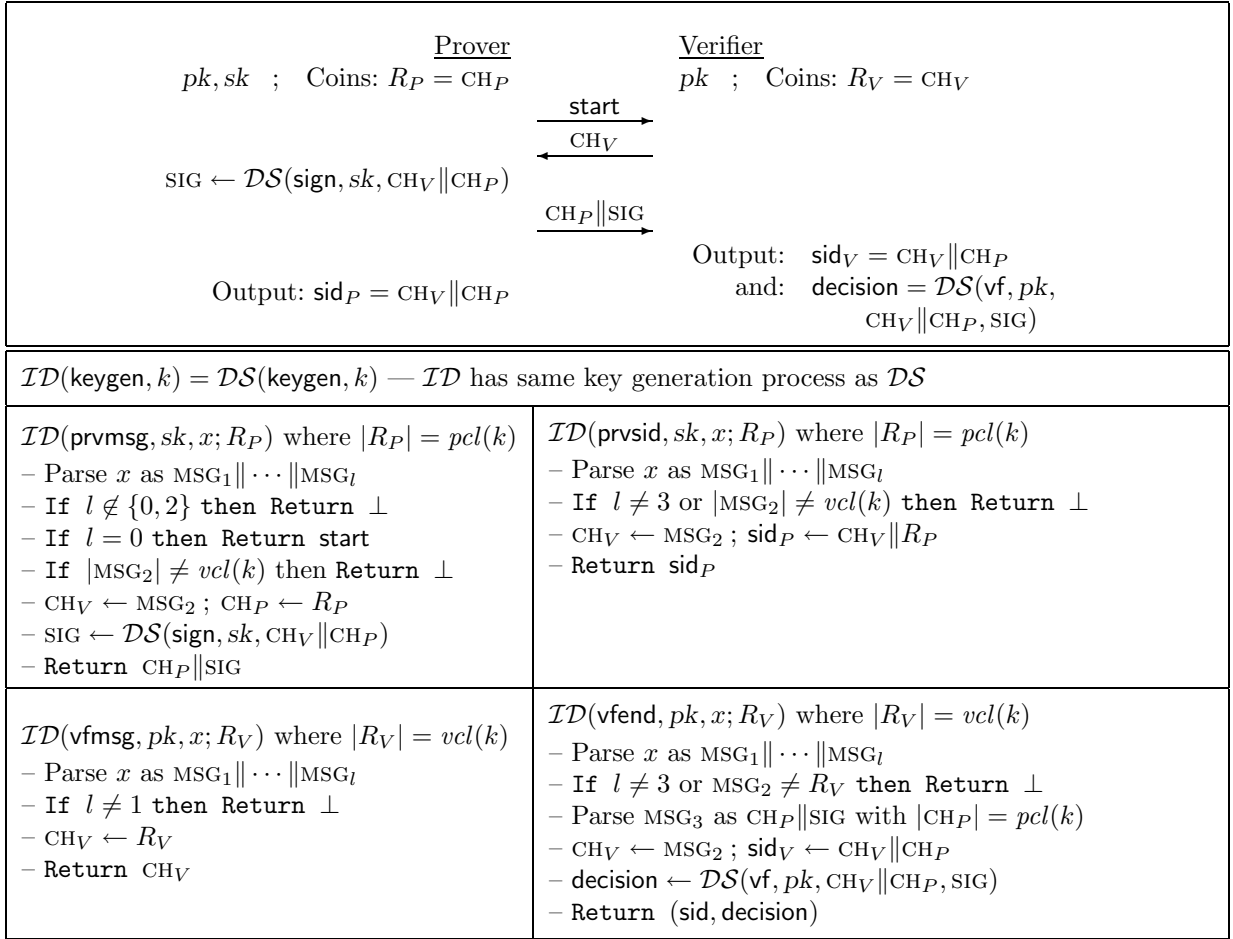 Prover Verifier
pk, sk ; Coins: R_P = CH_P pk ; Coins: R_V = CH_V
start
CH_V
SIG ← DS(sign, sk, CH_V‖CH_P)
CH_P‖SIG
Output: sid_V = CH_V‖CH_P
Output: sid_P = CH_V‖CH_P and: decision = DS(vf, pk,
CH_V‖CH_P, SIG)
ID(keygen, k) = DS(keygen, k) — ID has same key generation process as DS
ID(prvmsg, sk, x; R_P) where |R_P| = pcl(k)
– Parse x as MSG_1‖ · · · ‖MSG_l
– If l ∉ {0, 2} then Return ⊥
– If l = 0 then Return start
– If |MSG_2| ≠ vcl(k) then Return ⊥
– CH_V ← MSG_2 ; CH_P ← R_P
– SIG ← DS(sign, sk, CH_V‖CH_P)
– Return CH_P‖SIG
ID(prvsid, sk, x; R_P) where |R_P| = pcl(k)
– Parse x as MSG_1‖ · · · ‖MSG_l
– If l ≠ 3 or |MSG_2| ≠ vcl(k) then Return ⊥
– CH_V ← MSG_2 ; sid_P ← CH_V‖R_P
– Return sid_P
ID(vfmsg, pk, x; R_V) where |R_V| = vcl(k)
– Parse x as MSG_1‖ · · · ‖MSG_l
– If l ≠ 1 then Return ⊥
– CH_V ← R_V
– Return CH_V
ID(vfend, pk, x; R_V) where |R_V| = vcl(k)
– Parse x as MSG_1‖ · · · ‖MSG_l
– If l ≠ 3 or MSG_2 ≠ R_V then Return ⊥
– Parse MSG_3 as CH_P‖SIG with |CH_P| = pcl(k)
– CH_V ← MSG_2 ; sid_V ← CH_V‖CH_P
– decision ← DS(vf, pk, CH_V‖CH_P, SIG)
– Return (sid, decision)